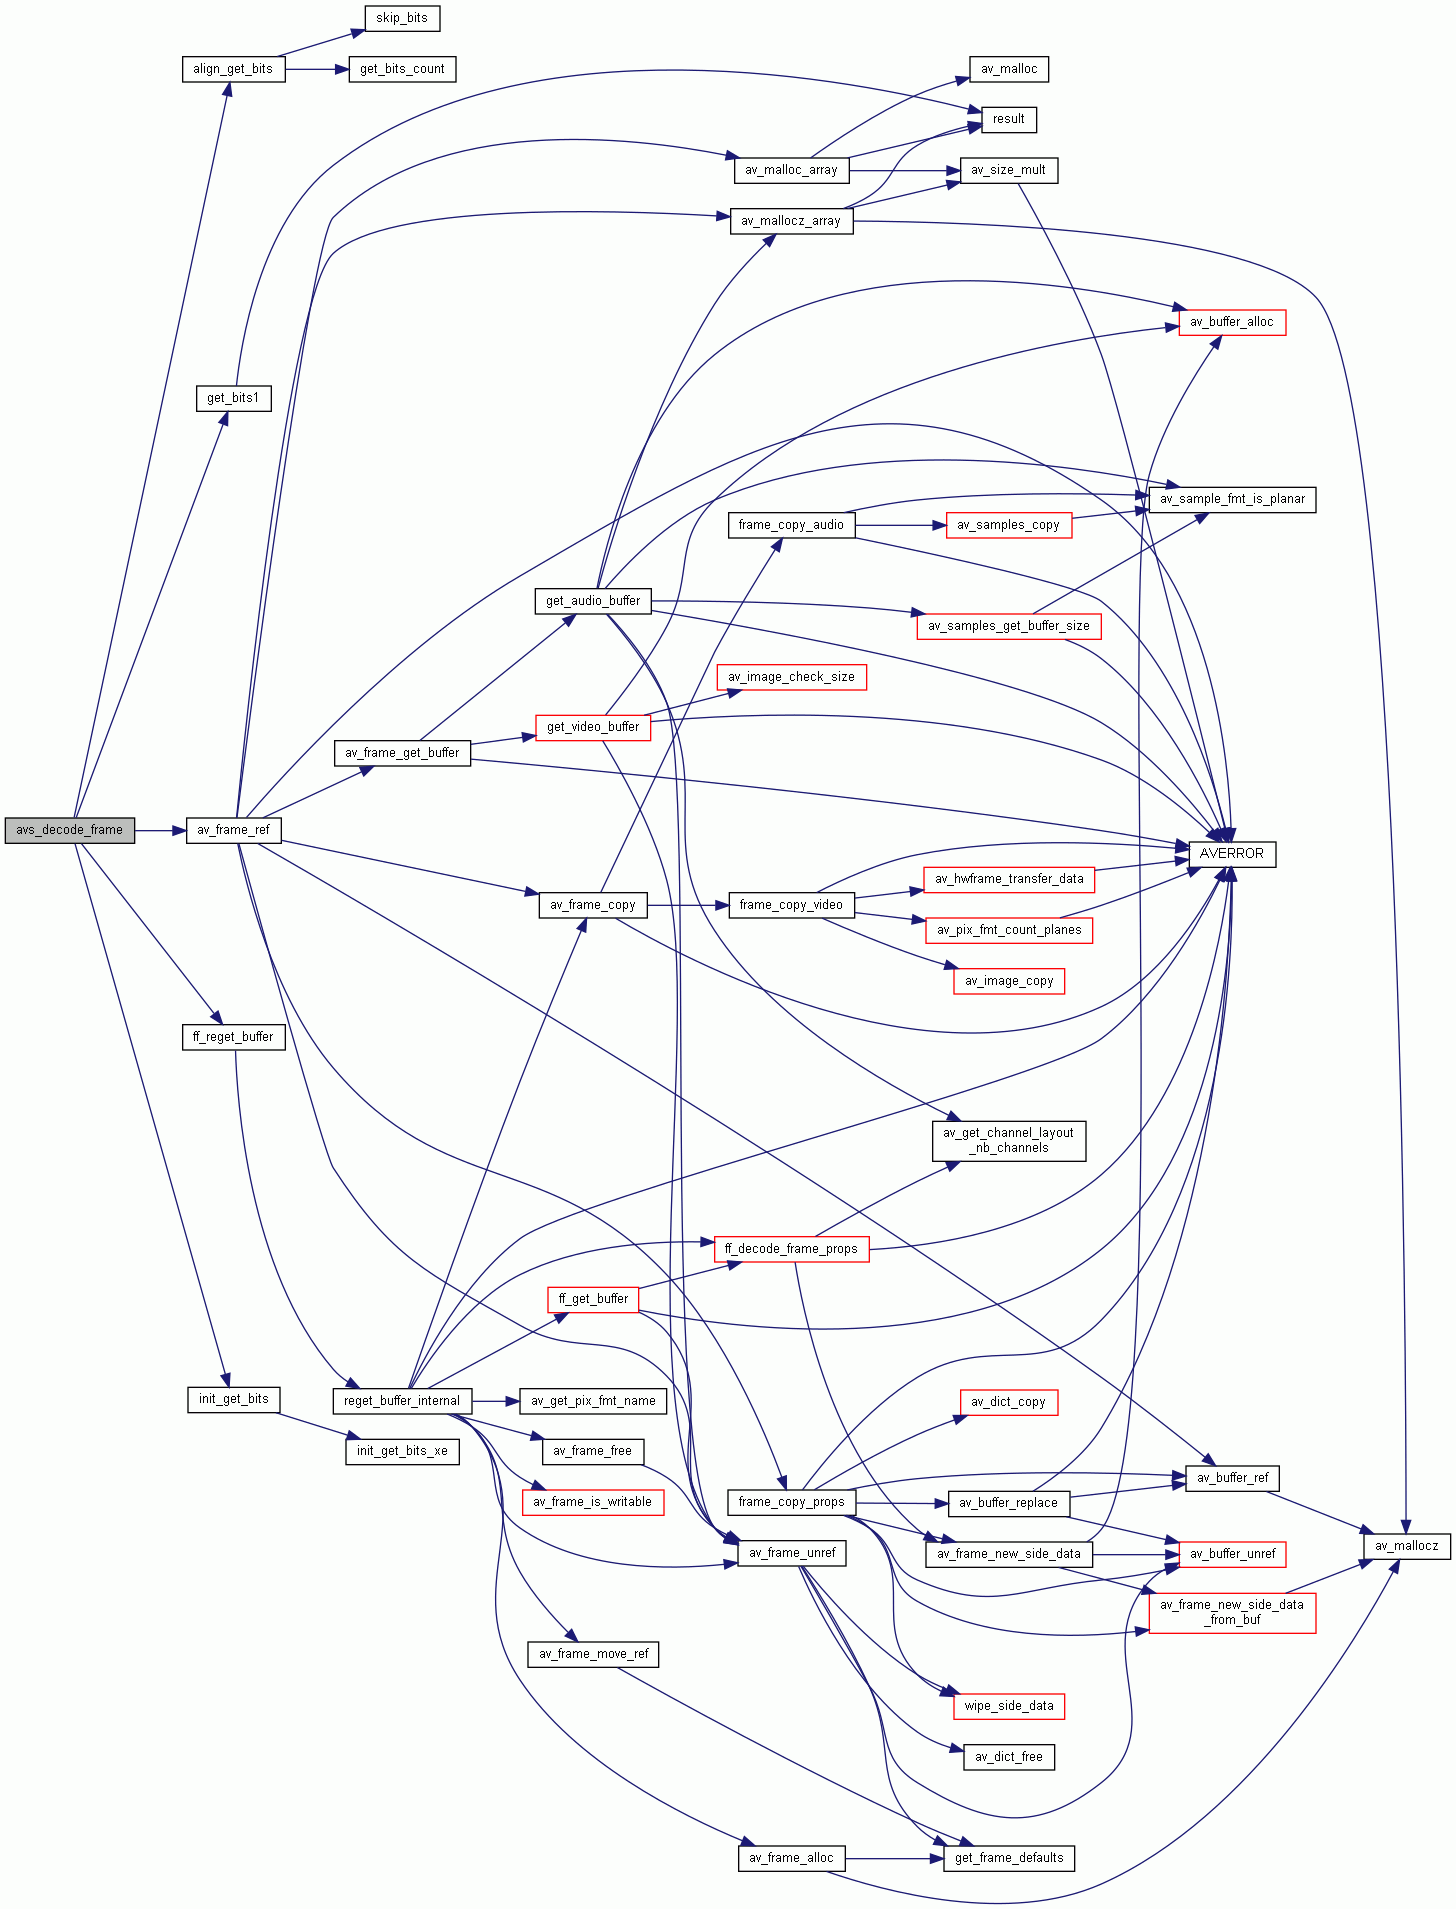 skip_bits
align_get_bits
get_bits_count
av_malloc
result
av_malloc_array
av_size_mult
av_mallocz_array
av_buffer_alloc
get_bits1
av_sample_fmt_is_planar
frame_copy_audio
av_samples_copy
get_audio_buffer
av_samples_get_buffer_size
av_image_check_size
get_video_buffer
av_frame_get_buffer
avs_decode_frame
av_frame_ref
AVERROR
av_hwframe_transfer_data
av_frame_copy
frame_copy_video
av_pix_fmt_count_planes
av_image_copy
ff_reget_buffer
av_get_channel_layout
_nb_channels
ff_decode_frame_props
ff_get_buffer
init_get_bits
reget_buffer_internal
av_get_pix_fmt_name
av_dict_copy
init_get_bits_xe
av_frame_free
av_buffer_ref
av_frame_is_writable
frame_copy_props
av_buffer_replace
av_mallocz
av_frame_unref
av_frame_new_side_data
av_buffer_unref
av_frame_new_side_data
_from_buf
av_frame_move_ref
wipe_side_data
av_dict_free
av_frame_alloc
get_frame_defaults